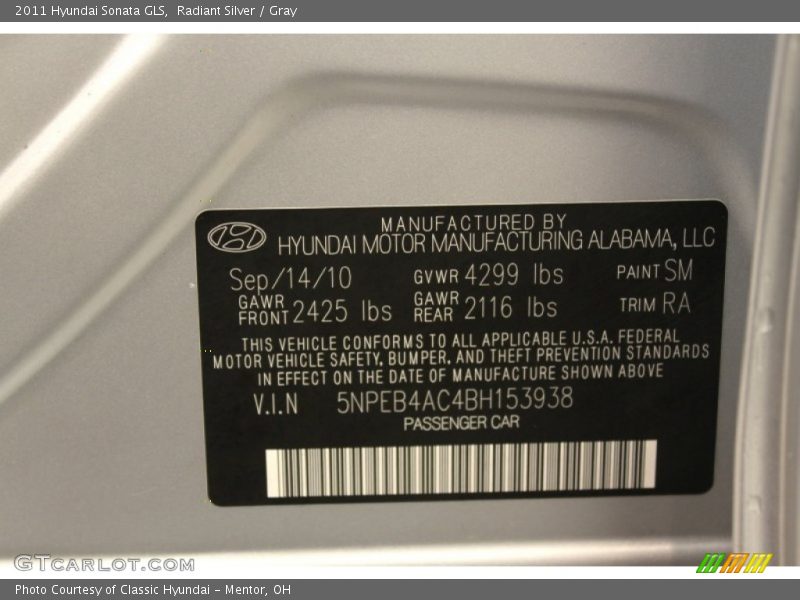 2011 Hyundai Sonata GLS, Radiant Silver / Gray
MANUFACTURED BY
HYUNDAI MOTOR MANUFACTURING ALABAMA, LLC
Sep/14/10 GVWR 4299 lbs PAINT SM
GAWR FRONT 2425 lbs GAWR REAR 2116 lbs TRIM RA
THIS VEHICLE CONFORMS TO ALL APPLICABLE U.S.A. FEDERAL
MOTOR VEHICLE SAFETY, BUMPER, AND THEFT PREVENTION STANDARDS
IN EFFECT ON THE DATE OF MANUFACTURE SHOWN ABOVE
V.I.N 5NPEB4AC4BH153938
PASSENGER CAR
GTCARLOT.COM
Photo Courtesy of Classic Hyundai - Mentor, OH